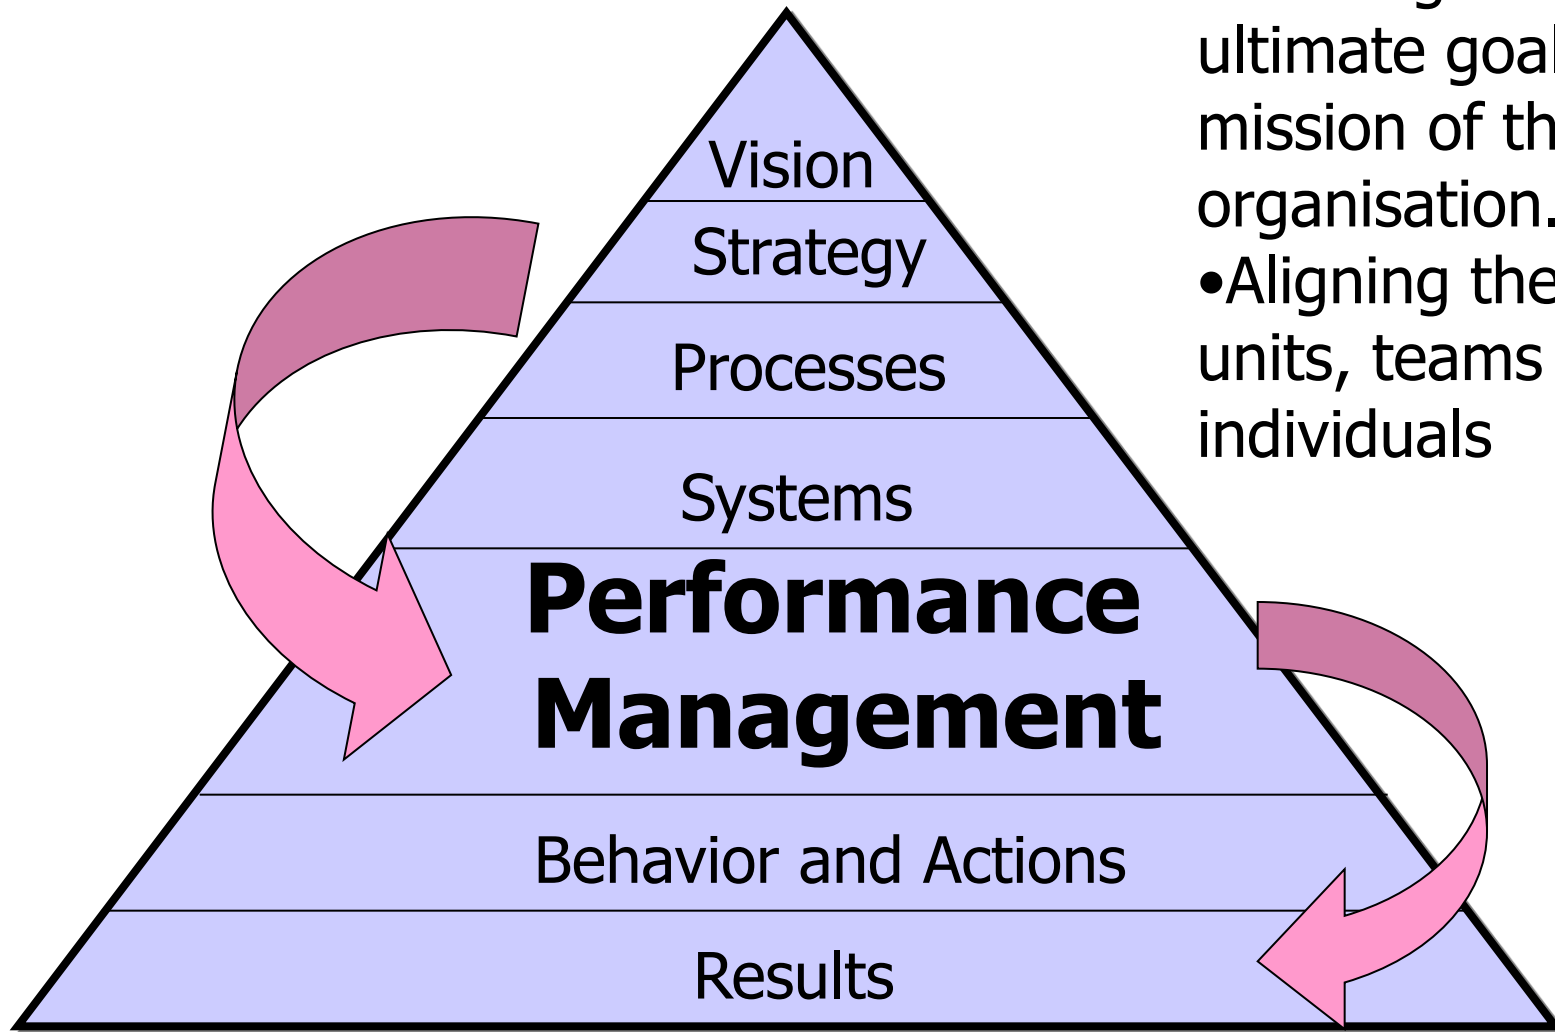 Vision
Strategy
Processes
Systems
Performance
Management
Behavior and Actions
Results
ultimate goal
mission of th
organisation.
•Aligning the
units, teams
individuals